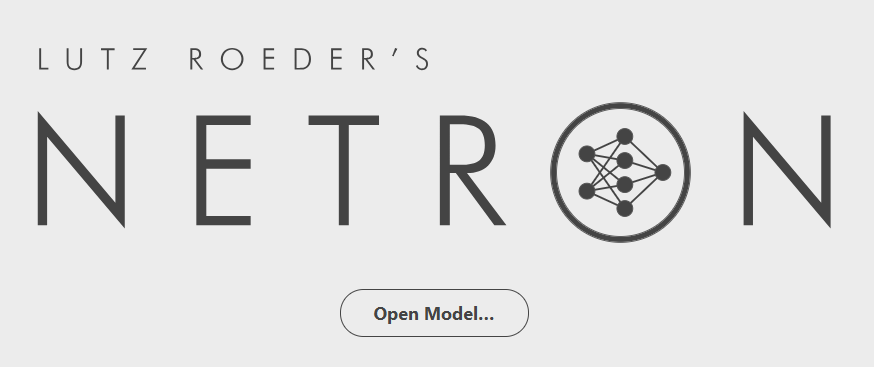 LUTZ ROEDER'S
NETRON
Open Model...